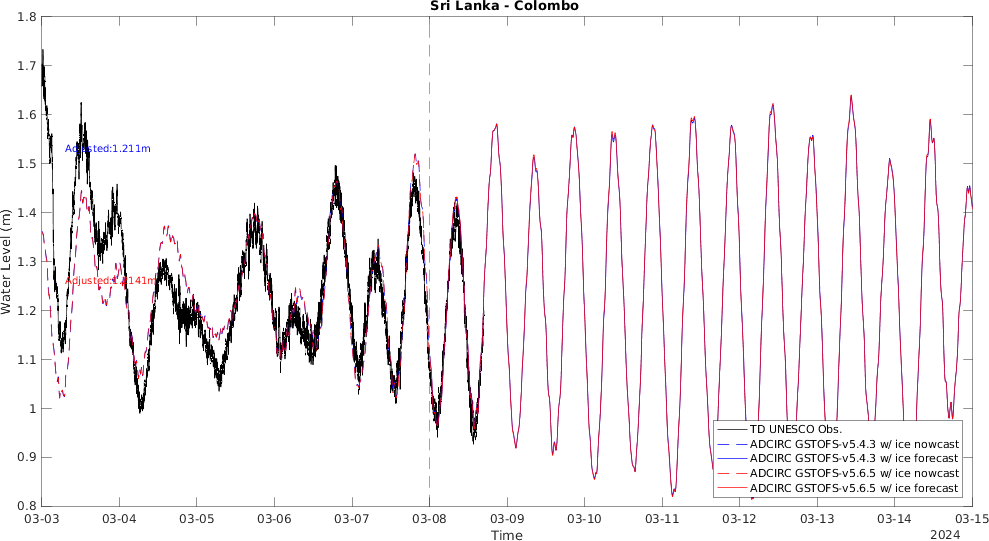 Sri Lanka - Colombo
1.8
1.7
1.6
1.5
1.4
1.3
1.2
1.1
1
0.9
0.8
Water Level (m)
Adjusted:1.211m
TD UNESCO Obs.
ADCIRC GSTOFS-v5.4.3 w/ ice nowcast
ADCIRC GSTOFS-v5.4.3 w/ ice forecast
ADCIRC GSTOFS-v5.6.5 w/ ice nowcast
ADCIRC GSTOFS-v5.6.5 w/ ice forecast
03-03 03-04 03-05 03-06 03-07 03-08 03-09 03-10 03-11 03-12 03-13 03-14 03-15
Time
2024